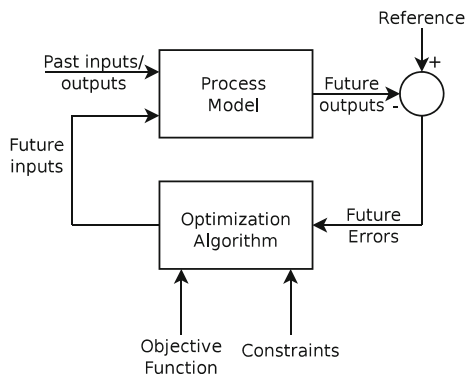 Reference
+
Past inputs/
outputs
Process
Model
Future
outputs
-
Future
inputs
Optimization
Algorithm
Future
Errors
Objective
Function
Constraints